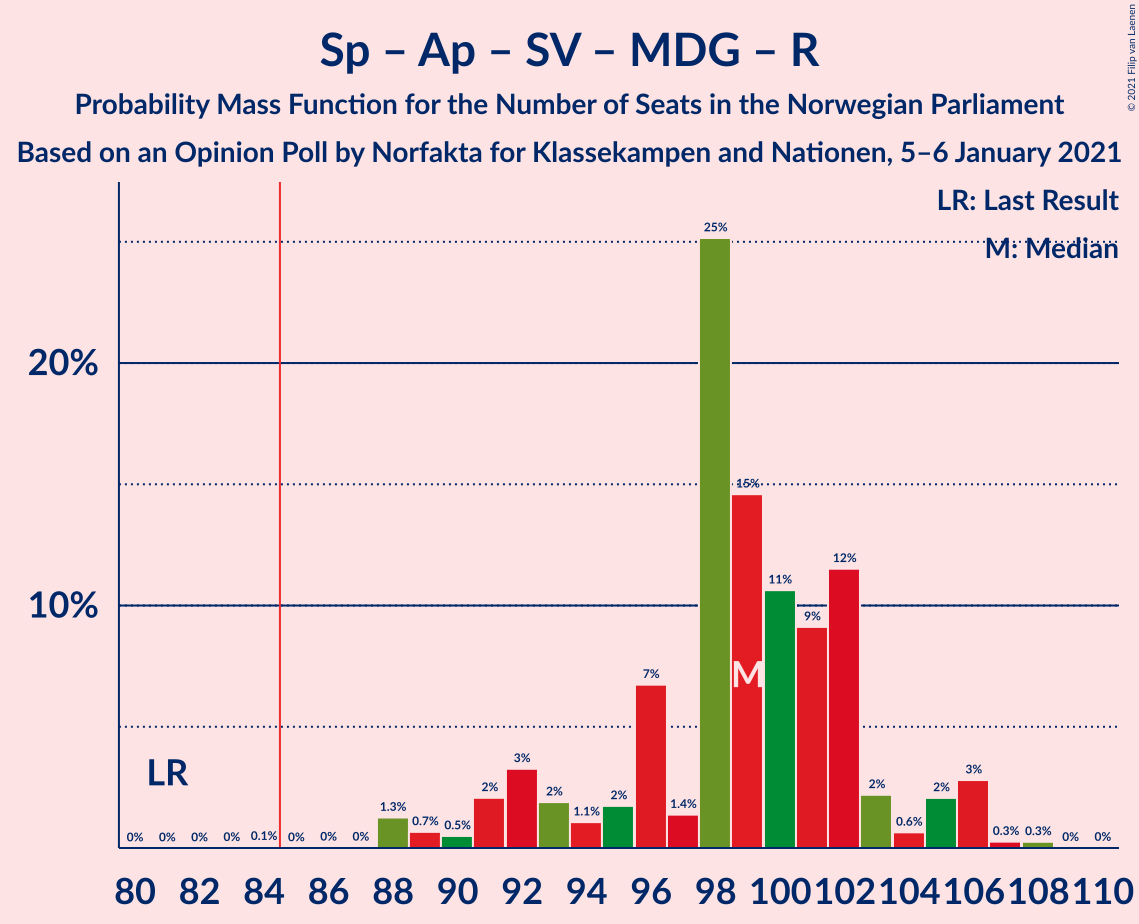 © 2021 Filip van Laenen
Sp – Ap – SV – MDG – R
Probability Mass Function for the Number of Seats in the Norwegian Parliament
Based on an Opinion Poll by Norfakta for Klassekampen and Nationen, 5–6 January 2021
LR: Last Result
M: Median
25%
20%
15%
12%
11%
10%
9%
M
7%
LR
0% 0% 0% 0% 0.1% 0% 0% 0% 1.3% 0.7% 0.5% 2% 3% 2% 1.1% 2% 1.4% 2% 0.6% 2% 3% 0.3% 0.3% 0% 0%
80 82 84 86 88 90 92 94 96 98 100 102 104 106 108 110